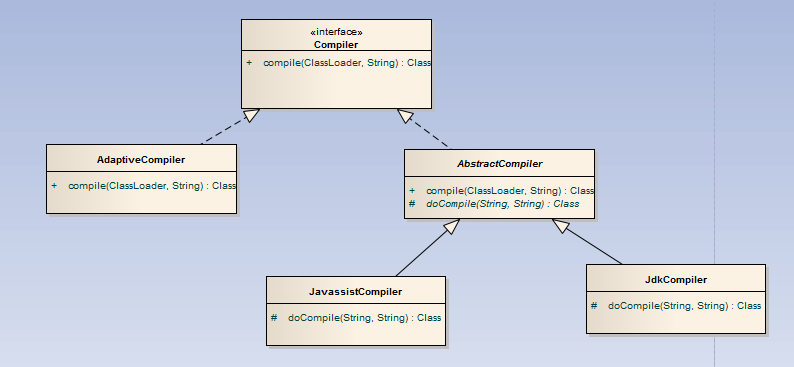 «interface»
Compiler
+ compile(ClassLoader, String) : Class
AdaptiveCompiler
+ compile(ClassLoader, String) : Class
AbstractCompiler
+ compile(ClassLoader, String) : Class
# doCompile(String, String) : Class
JavassistCompiler
# doCompile(String, String) : Class
JdkCompiler
# doCompile(String, String) : Class